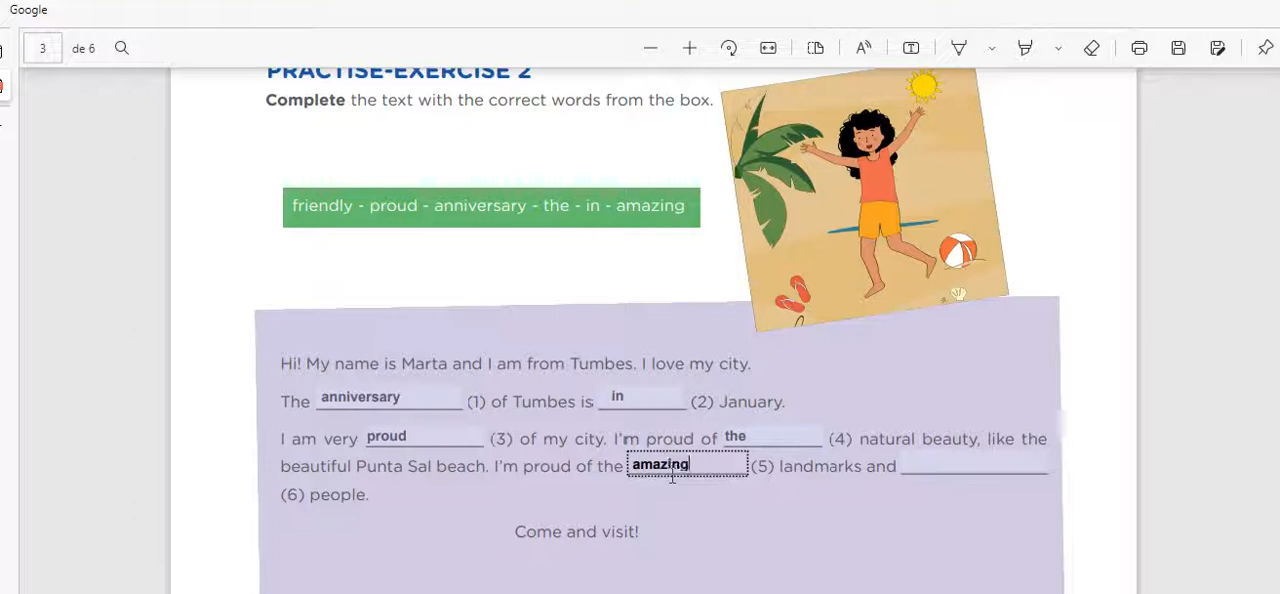 Google
3 de 6
PRACTISE-EXERCISE 2
Complete the text with the correct words from the box.
friendly - proud - anniversary - the - in - amazing
Hi! My name is Marta and I am from Tumbes. I love my city.
The anniversary (1) of Tumbes is in (2) January.
I am very proud (3) of my city. I'm proud of the (4) natural beauty, like the
beautiful Punta Sal beach. I'm proud of the amazing (5) landmarks and
(6) people.
Come and visit!